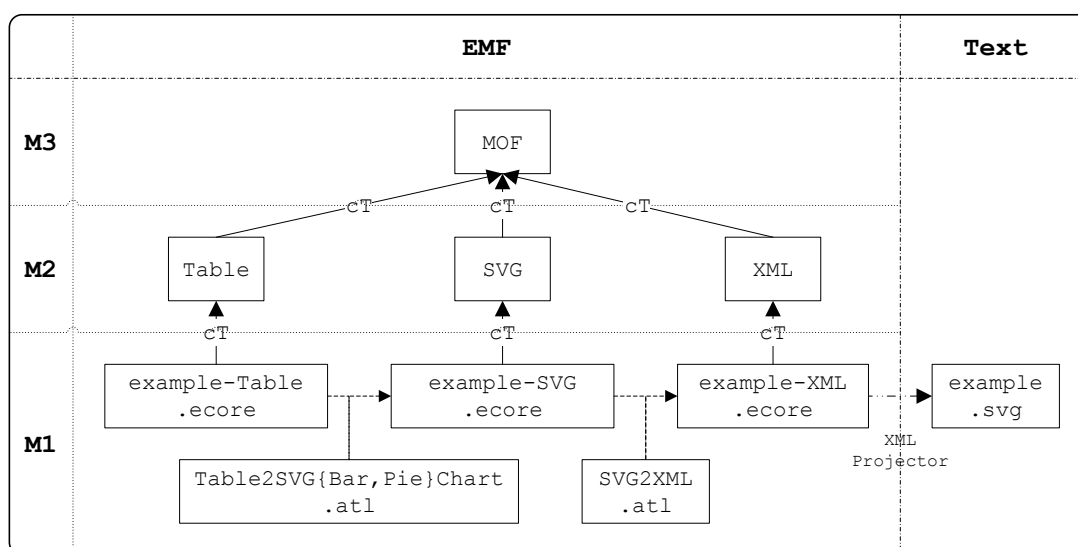 EMF
Text
M3
MOF
cT
cT
cT
M2
Table
SVG
XML
cT
cT
cT
M1
example-Table
.ecore
example-SVG
.ecore
example-XML
.ecore
example
.svg
XML
Projector
Table2SVG{Bar,Pie}Chart
.atl
SVG2XML
.atl